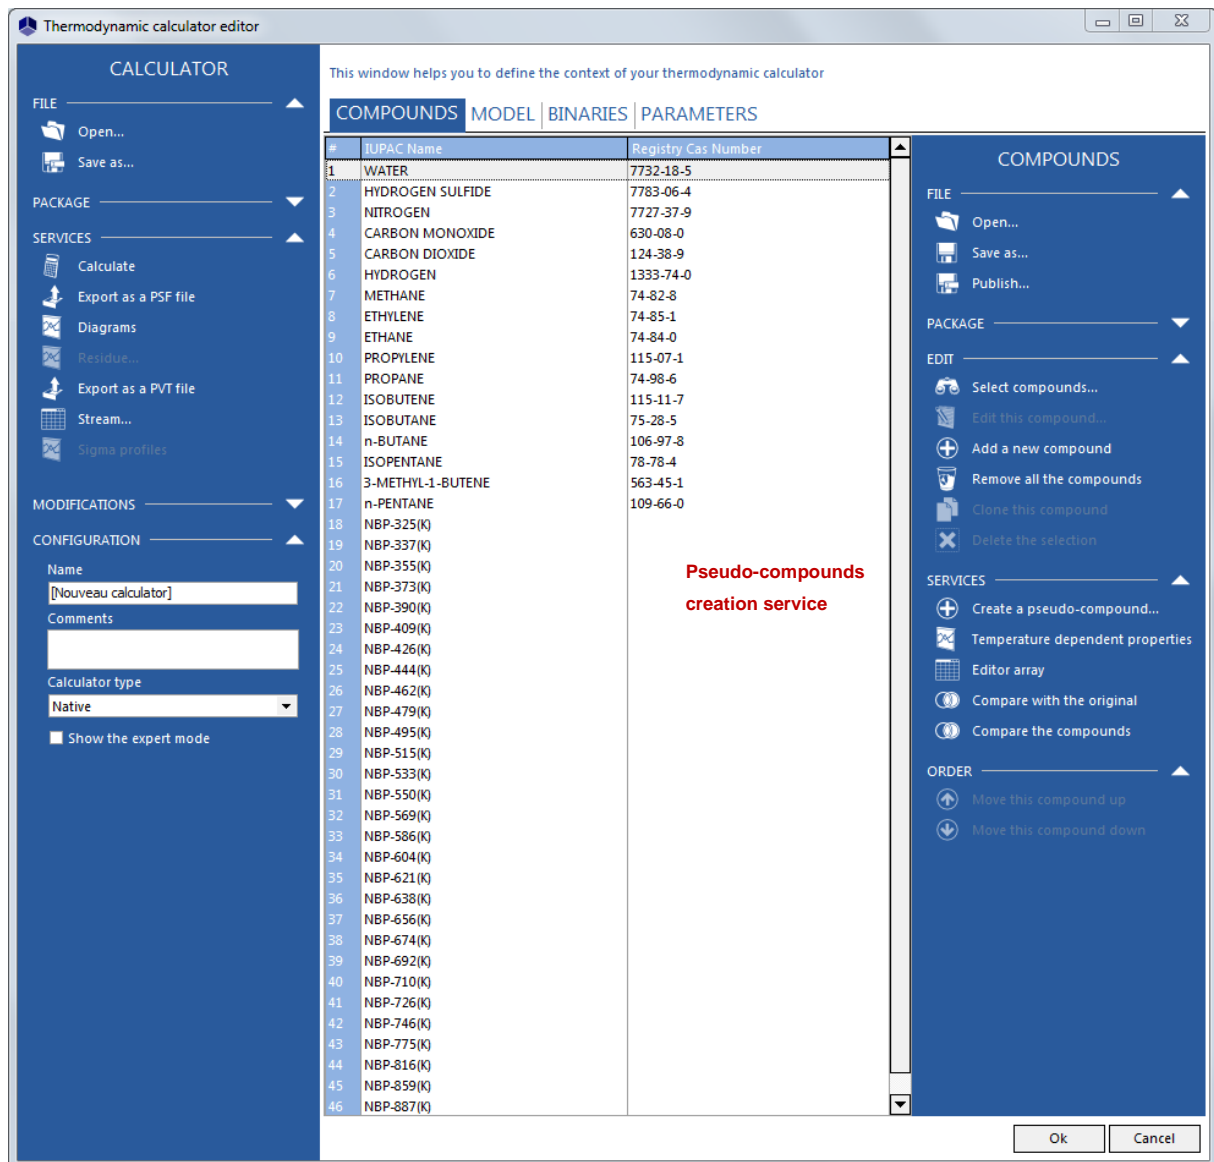 Thermodynamic calculator editor
CALCULATOR
FILE
Open...
Save as...
PACKAGE
SERVICES
Calculate
Export as a PSF file
Diagrams
Residue...
Export as a PVT file
Stream...
Sigma profiles
MODIFICATIONS
CONFIGURATION
Name
[Nouveau calculator]
Comments
Calculator type
Native
Show the expert mode
This window helps you to define the context of your thermodynamic calculator
COMPOUNDS MODEL BINARIES PARAMETERS
# IUPAC Name Registry Cas Number
1 WATER 7732-18-5
2 HYDROGEN SULFIDE 7783-06-4
3 NITROGEN 7727-37-9
4 CARBON MONOXIDE 630-08-0
5 CARBON DIOXIDE 124-38-9
6 HYDROGEN 1333-74-0
7 METHANE 74-82-8
8 ETHYLENE 74-85-1
9 ETHANE 74-84-0
10 PROPYLENE 115-07-1
11 PROPANE 74-98-6
12 ISOBUTENE 115-11-7
13 ISOBUTANE 75-28-5
14 n-BUTANE 106-97-8
15 ISOPENTANE 78-78-4
16 3-METHYL-1-BUTENE 563-45-1
17 n-PENTANE 109-66-0
18 NBP-325(K)
19 NBP-337(K)
20 NBP-355(K)
21 NBP-373(K)
22 NBP-390(K)
23 NBP-409(K)
24 NBP-426(K)
25 NBP-444(K)
26 NBP-462(K)
27 NBP-479(K)
28 NBP-495(K)
29 NBP-515(K)
30 NBP-533(K)
31 NBP-550(K)
32 NBP-569(K)
33 NBP-586(K)
34 NBP-604(K)
35 NBP-621(K)
36 NBP-638(K)
37 NBP-656(K)
38 NBP-674(K)
39 NBP-692(K)
40 NBP-710(K)
41 NBP-726(K)
42 NBP-746(K)
43 NBP-775(K)
44 NBP-816(K)
45 NBP-859(K)
46 NBP-887(K)
Pseudo-compounds
creation service
COMPOUNDS
FILE
Open...
Save as...
Publish...
PACKAGE
EDIT
Select compounds...
Edit this compound...
Add a new compound
Remove all the compounds
Clone this compound
Delete the selection
SERVICES
Create a pseudo-compound...
Temperature dependent properties
Editor array
Compare with the original
Compare the compounds
ORDER
Move this compound up
Move this compound down
Ok
Cancel